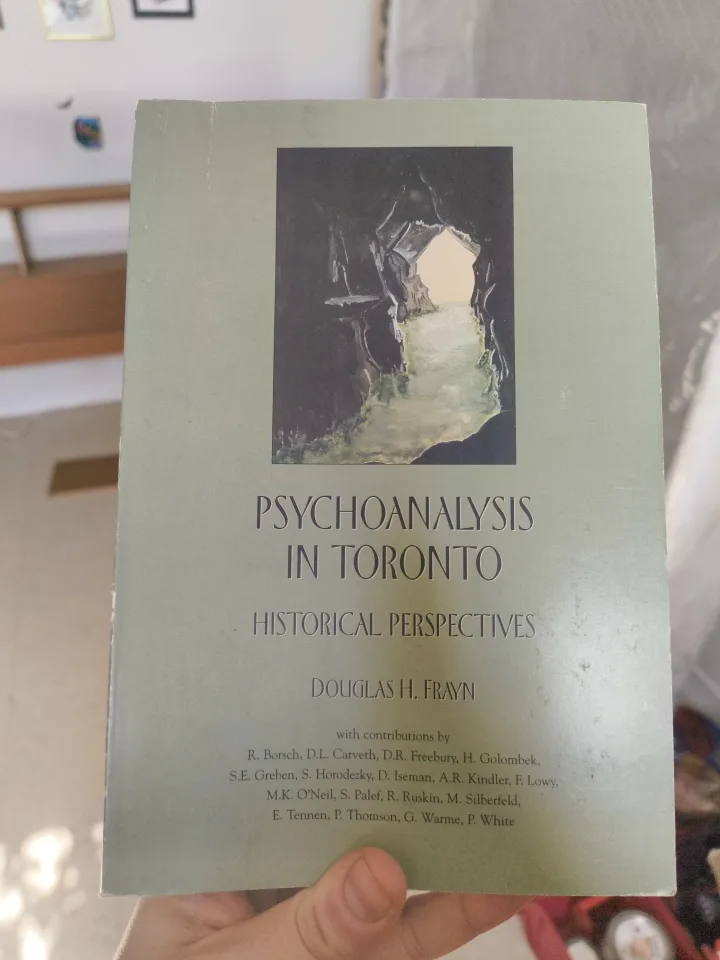 PSYCHOANALYSIS
IN TORONTO
HISTORICAL PERSPECTIVES
DOUGLAS H. FRAYN
with contributions by
R. Borsch, D.L. Carveth, D.R. Freebury, H. Golombek,
S.E. Greben, S. Horodezky, D. Iseman, A.R. Kindler, F. Lowy,
M.K. O'Neil, S. Palef, R. Ruskin, M. Silberfeld,
E. Tennen, P. Thomson, G. Warme, P. White